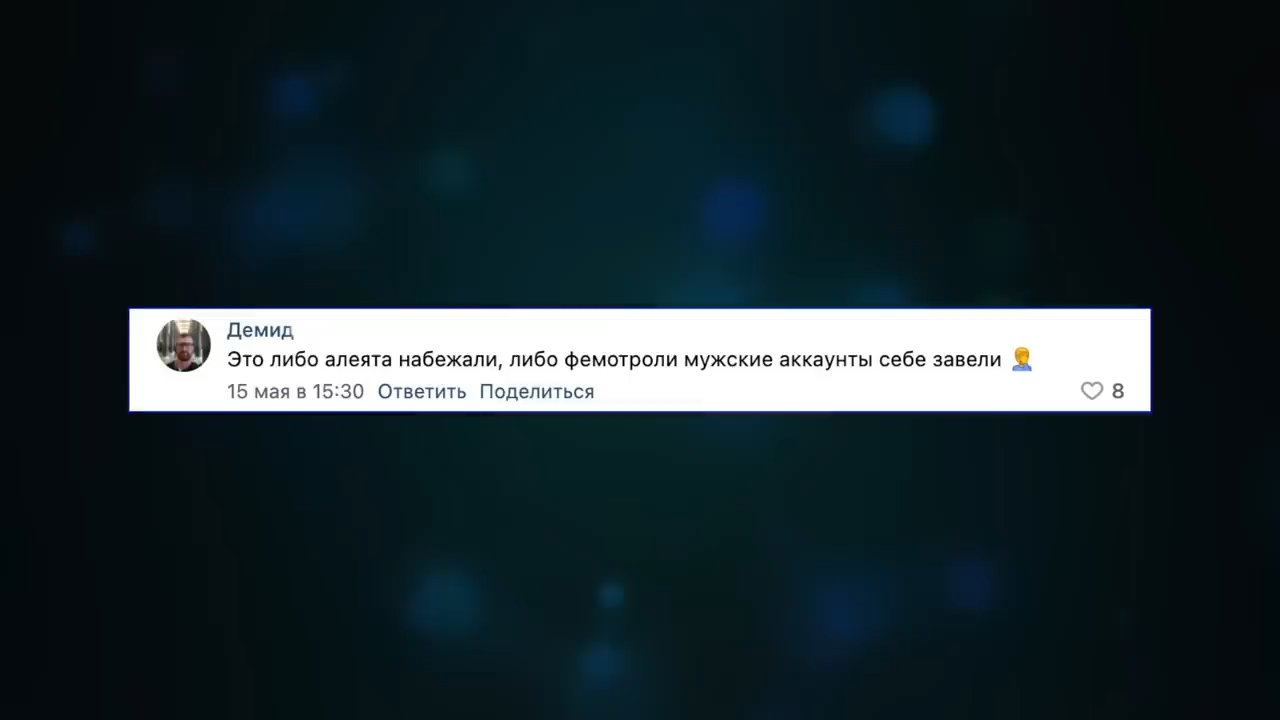 Демид
Это либо алеята набежали, либо фемотроли мужские аккаунты себе завели 🤦‍♂️
15 мая в 15:30 Ответить Поделиться 8